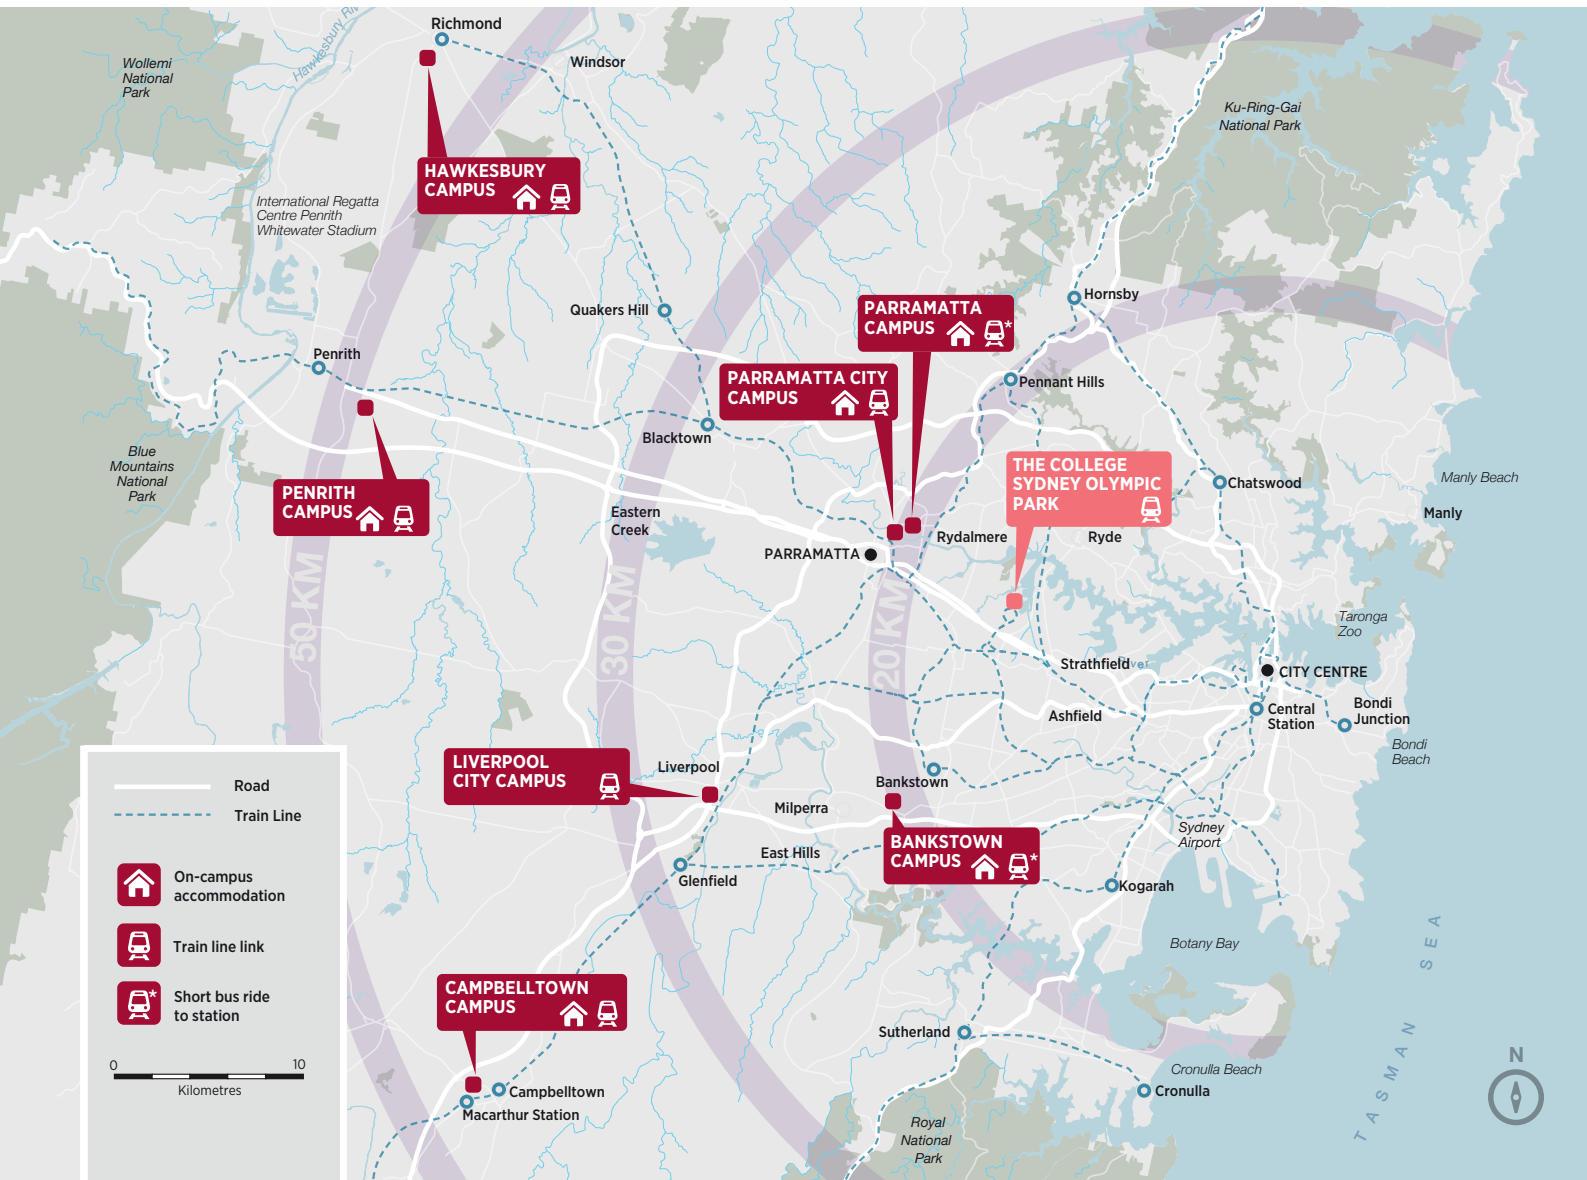 Richmond
Windsor
Wollemi
National
Park
Hawkesbury
Ku-Ring-Gai
National Park
HAWKESBURY
CAMPUS
International Regatta
Centre Penrith
Whitewater Stadium
Quakers Hill
Hornsby
PARRAMATTA
CAMPUS
*
Penrith
PARRAMATTA CITY
CAMPUS
Pennant Hills
Blacktown
Blue
Mountains
National
Park
THE COLLEGE
SYDNEY OLYMPIC
PARK
Chatswood
Manly Beach
Manly
PENRITH
CAMPUS
Eastern
Creek
Rydalmere
Ryde
PARRAMATTA
50 KM
30 KM
20 KM
Taronga
Zoo
Strathfield
River
CITY CENTRE
Ashfield
Central
Station
Bondi
Junction
Bondi
Beach
LIVERPOOL
CITY CAMPUS
Liverpool
Bankstown
Milperra
Sydney
Airport
BANKSTOWN
CAMPUS
*
East Hills
Glenfield
Kogarah
Botany Bay
TASMAN SEA
Road
Train Line
On-campus
accommodation
Train line link
*
Short bus ride
to station
0
10
Kilometres
CAMPBELLTOWN
CAMPUS
Campbelltown
Macarthur Station
Sutherland
Cronulla Beach
Cronulla
Royal
National
Park
N